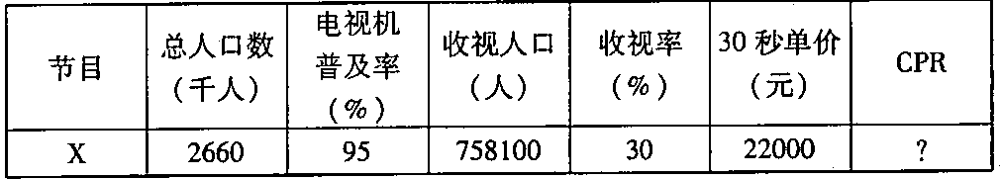 节目 总人口数（千人） 电视机普及率（%） 收视人口（人） 收视率（%） 30秒单价（元） CPR
X 2660 95 758100 30 22000 ?